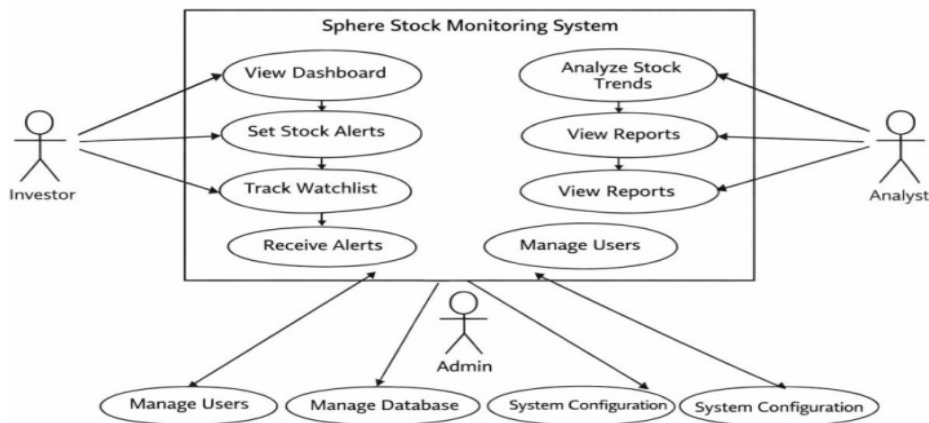 Sphere Stock Monitoring System
View Dashboard
Set Stock Alerts
Track Watchlist
Receive Alerts
Analyze Stock
Trends
View Reports
View Reports
Manage Users
Investor
Analyst
Admin
Manage Users
Manage Database
System Configuration
System Configuration